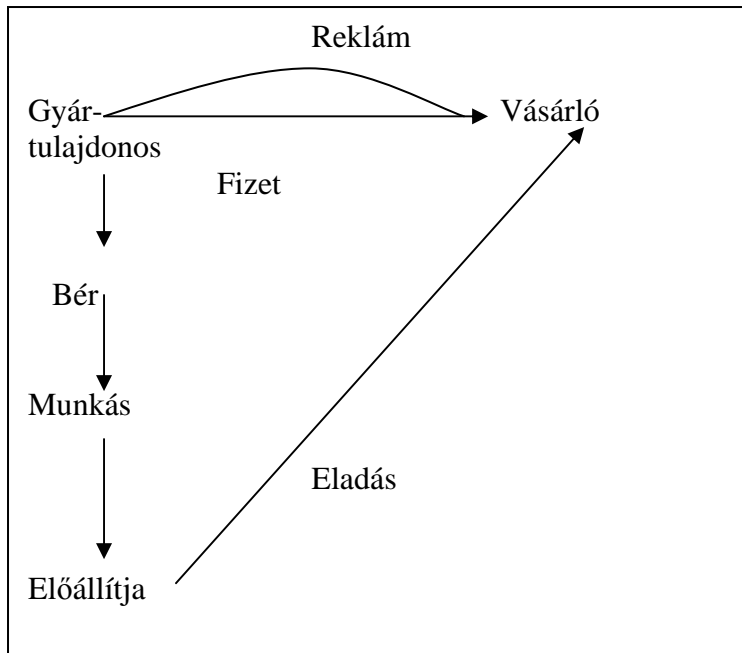 Reklám
Gyár-
tulajdonos
Vásárló
Fizet
Bér
Munkás
Eladás
Előállítja